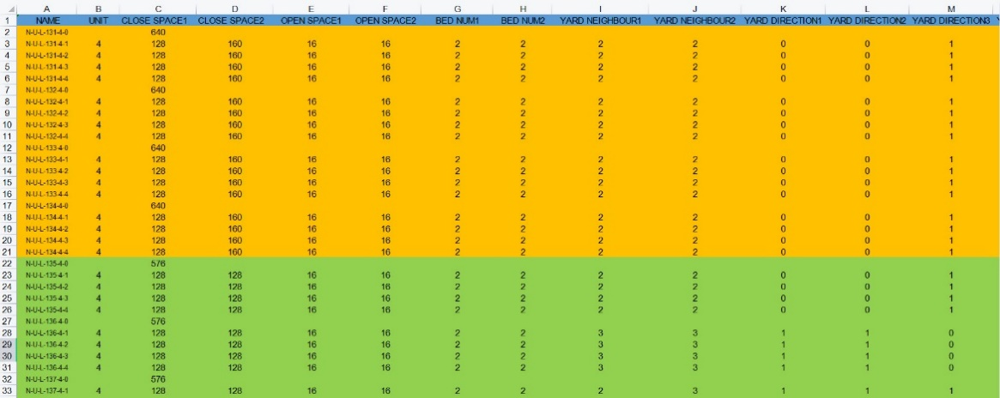 A B C D E F G H I J K L M
1 NAME UNIT CLOSE SPACE1 CLOSE SPACE2 OPEN SPACE1 OPEN SPACE2 BED NUM1 BED NUM2 YARD NEIGHBOUR1 YARD NEIGHBOUR2 YARD DIRECTION1 YARD DIRECTION2 YARD DIRECTION3
2 N-U-L-131-4-0 640
3 N-U-L-131-4-1 4 128 160 16 16 2 2 2 2 0 0 1
4 N-U-L-131-4-2 4 128 160 16 16 2 2 2 2 0 0 1
5 N-U-L-131-4-3 4 128 160 16 16 2 2 2 2 0 0 1
6 N-U-L-131-4-4 4 128 160 16 16 2 2 2 2 0 0 1
7 N-U-L-132-4-0 640
8 N-U-L-132-4-1 4 128 160 16 16 2 2 2 2 0 0 1
9 N-U-L-132-4-2 4 128 160 16 16 2 2 2 2 0 0 1
10 N-U-L-132-4-3 4 128 160 16 16 2 2 2 2 0 0 1
11 N-U-L-132-4-4 4 128 160 16 16 2 2 2 2 0 0 1
12 N-U-L-133-4-0 640
13 N-U-L-133-4-1 4 128 160 16 16 2 2 2 2 0 0 1
14 N-U-L-133-4-2 4 128 160 16 16 2 2 2 2 0 0 1
15 N-U-L-133-4-3 4 128 160 16 16 2 2 2 2 0 0 1
16 N-U-L-133-4-4 4 128 160 16 16 2 2 2 2 0 0 1
17 N-U-L-134-4-0 640
18 N-U-L-134-4-1 4 128 160 16 16 2 2 2 2 0 0 1
19 N-U-L-134-4-2 4 128 160 16 16 2 2 2 2 0 0 1
20 N-U-L-134-4-3 4 128 160 16 16 2 2 2 2 0 0 1
21 N-U-L-134-4-4 4 128 160 16 16 2 2 2 2 0 0 1
22 N-U-L-135-4-0 576
23 N-U-L-135-4-1 4 128 128 16 16 2 2 2 2 0 0 1
24 N-U-L-135-4-2 4 128 128 16 16 2 2 2 2 0 0 1
25 N-U-L-135-4-3 4 128 128 16 16 2 2 2 2 0 0 1
26 N-U-L-135-4-4 4 128 128 16 16 2 2 2 2 0 0 1
27 N-U-L-136-4-0 576
28 N-U-L-136-4-1 4 128 128 16 16 2 2 3 3 1 1 0
29 N-U-L-136-4-2 4 128 128 16 16 2 2 3 3 1 1 0
30 N-U-L-136-4-3 4 128 128 16 16 2 2 3 3 1 1 0
31 N-U-L-136-4-4 4 128 128 16 16 2 2 3 3 1 1 0
32 N-U-L-137-4-0 576
33 N-U-L-137-4-1 4 128 128 16 16 2 2 2 3 1 1 1